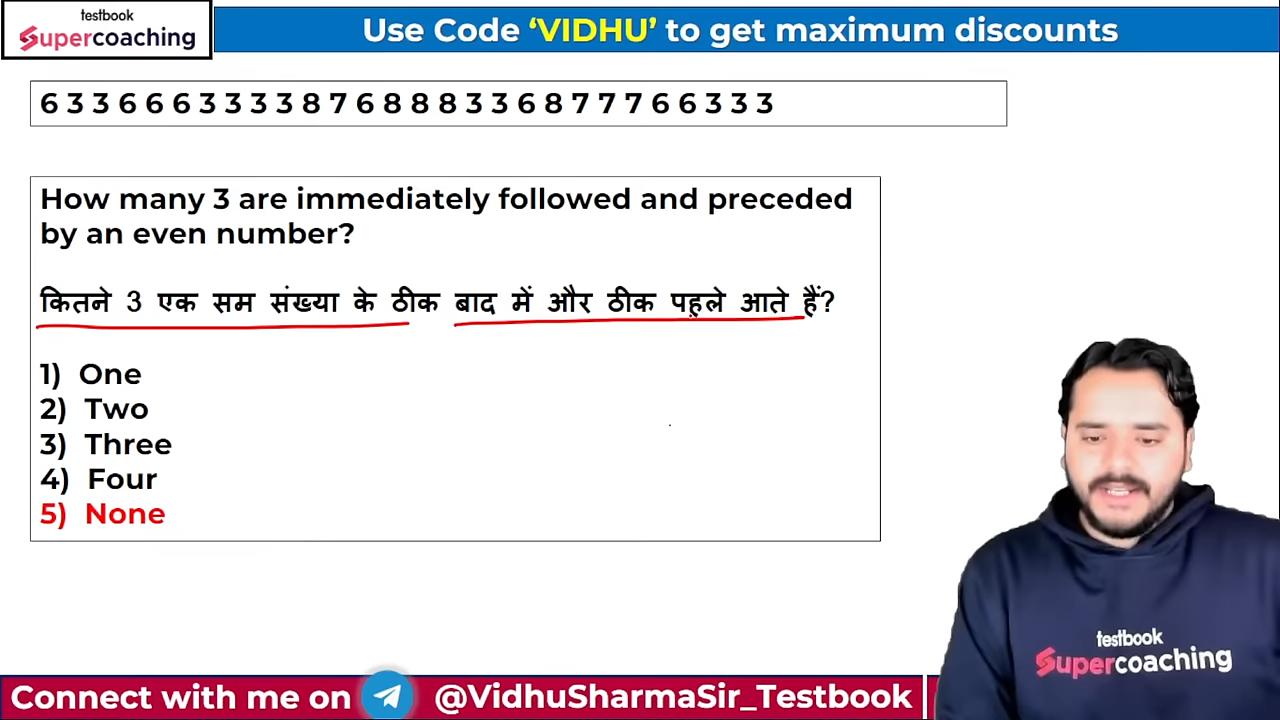 testbook
Supercoaching
Use Code ‘VIDHU’ to get maximum discounts
6 3 3 6 6 6 3 3 3 3 8 7 6 8 8 8 3 3 6 8 7 7 7 6 6 3 3 3
How many 3 are immediately followed and preceded
by an even number?
कितने 3 एक सम संख्या के ठीक बाद में और ठीक पहले आते हैं?
1) One
2) Two
3) Three
4) Four
5) None
testbook
Supercoaching
Connect with me on @VidhuSharmaSir_Testbook